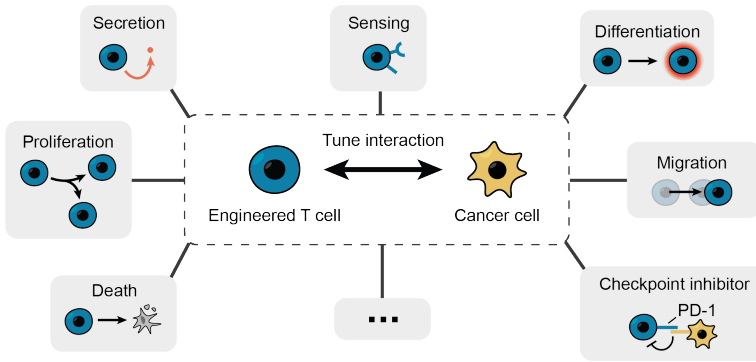 Secretion
Sensing
Differentiation
Proliferation
Tune interaction
Migration
Engineered T cell
Cancer cell
Death
...
Checkpoint inhibitor
PD-1